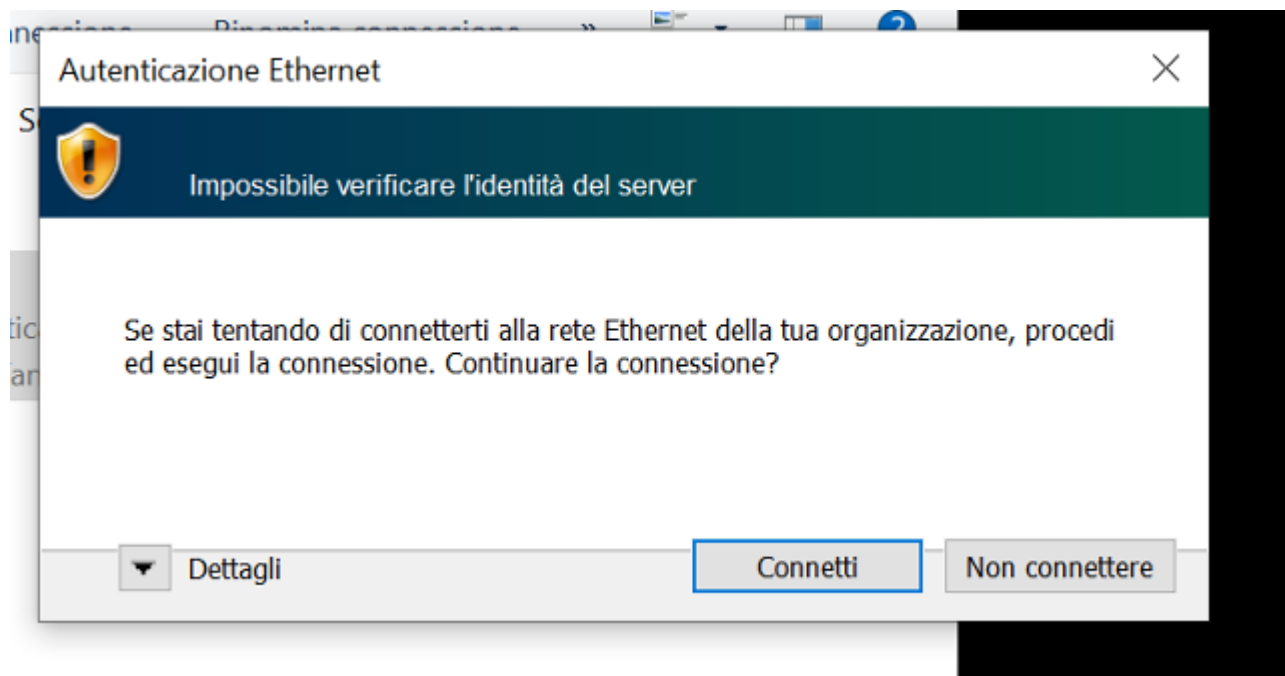 Autenticazione Ethernet
Impossibile verificare l'identità del server
Se stai tentando di connetterti alla rete Ethernet della tua organizzazione, procedi
ed esegui la connessione. Continuare la connessione?
Dettagli
Connetti
Non connettere